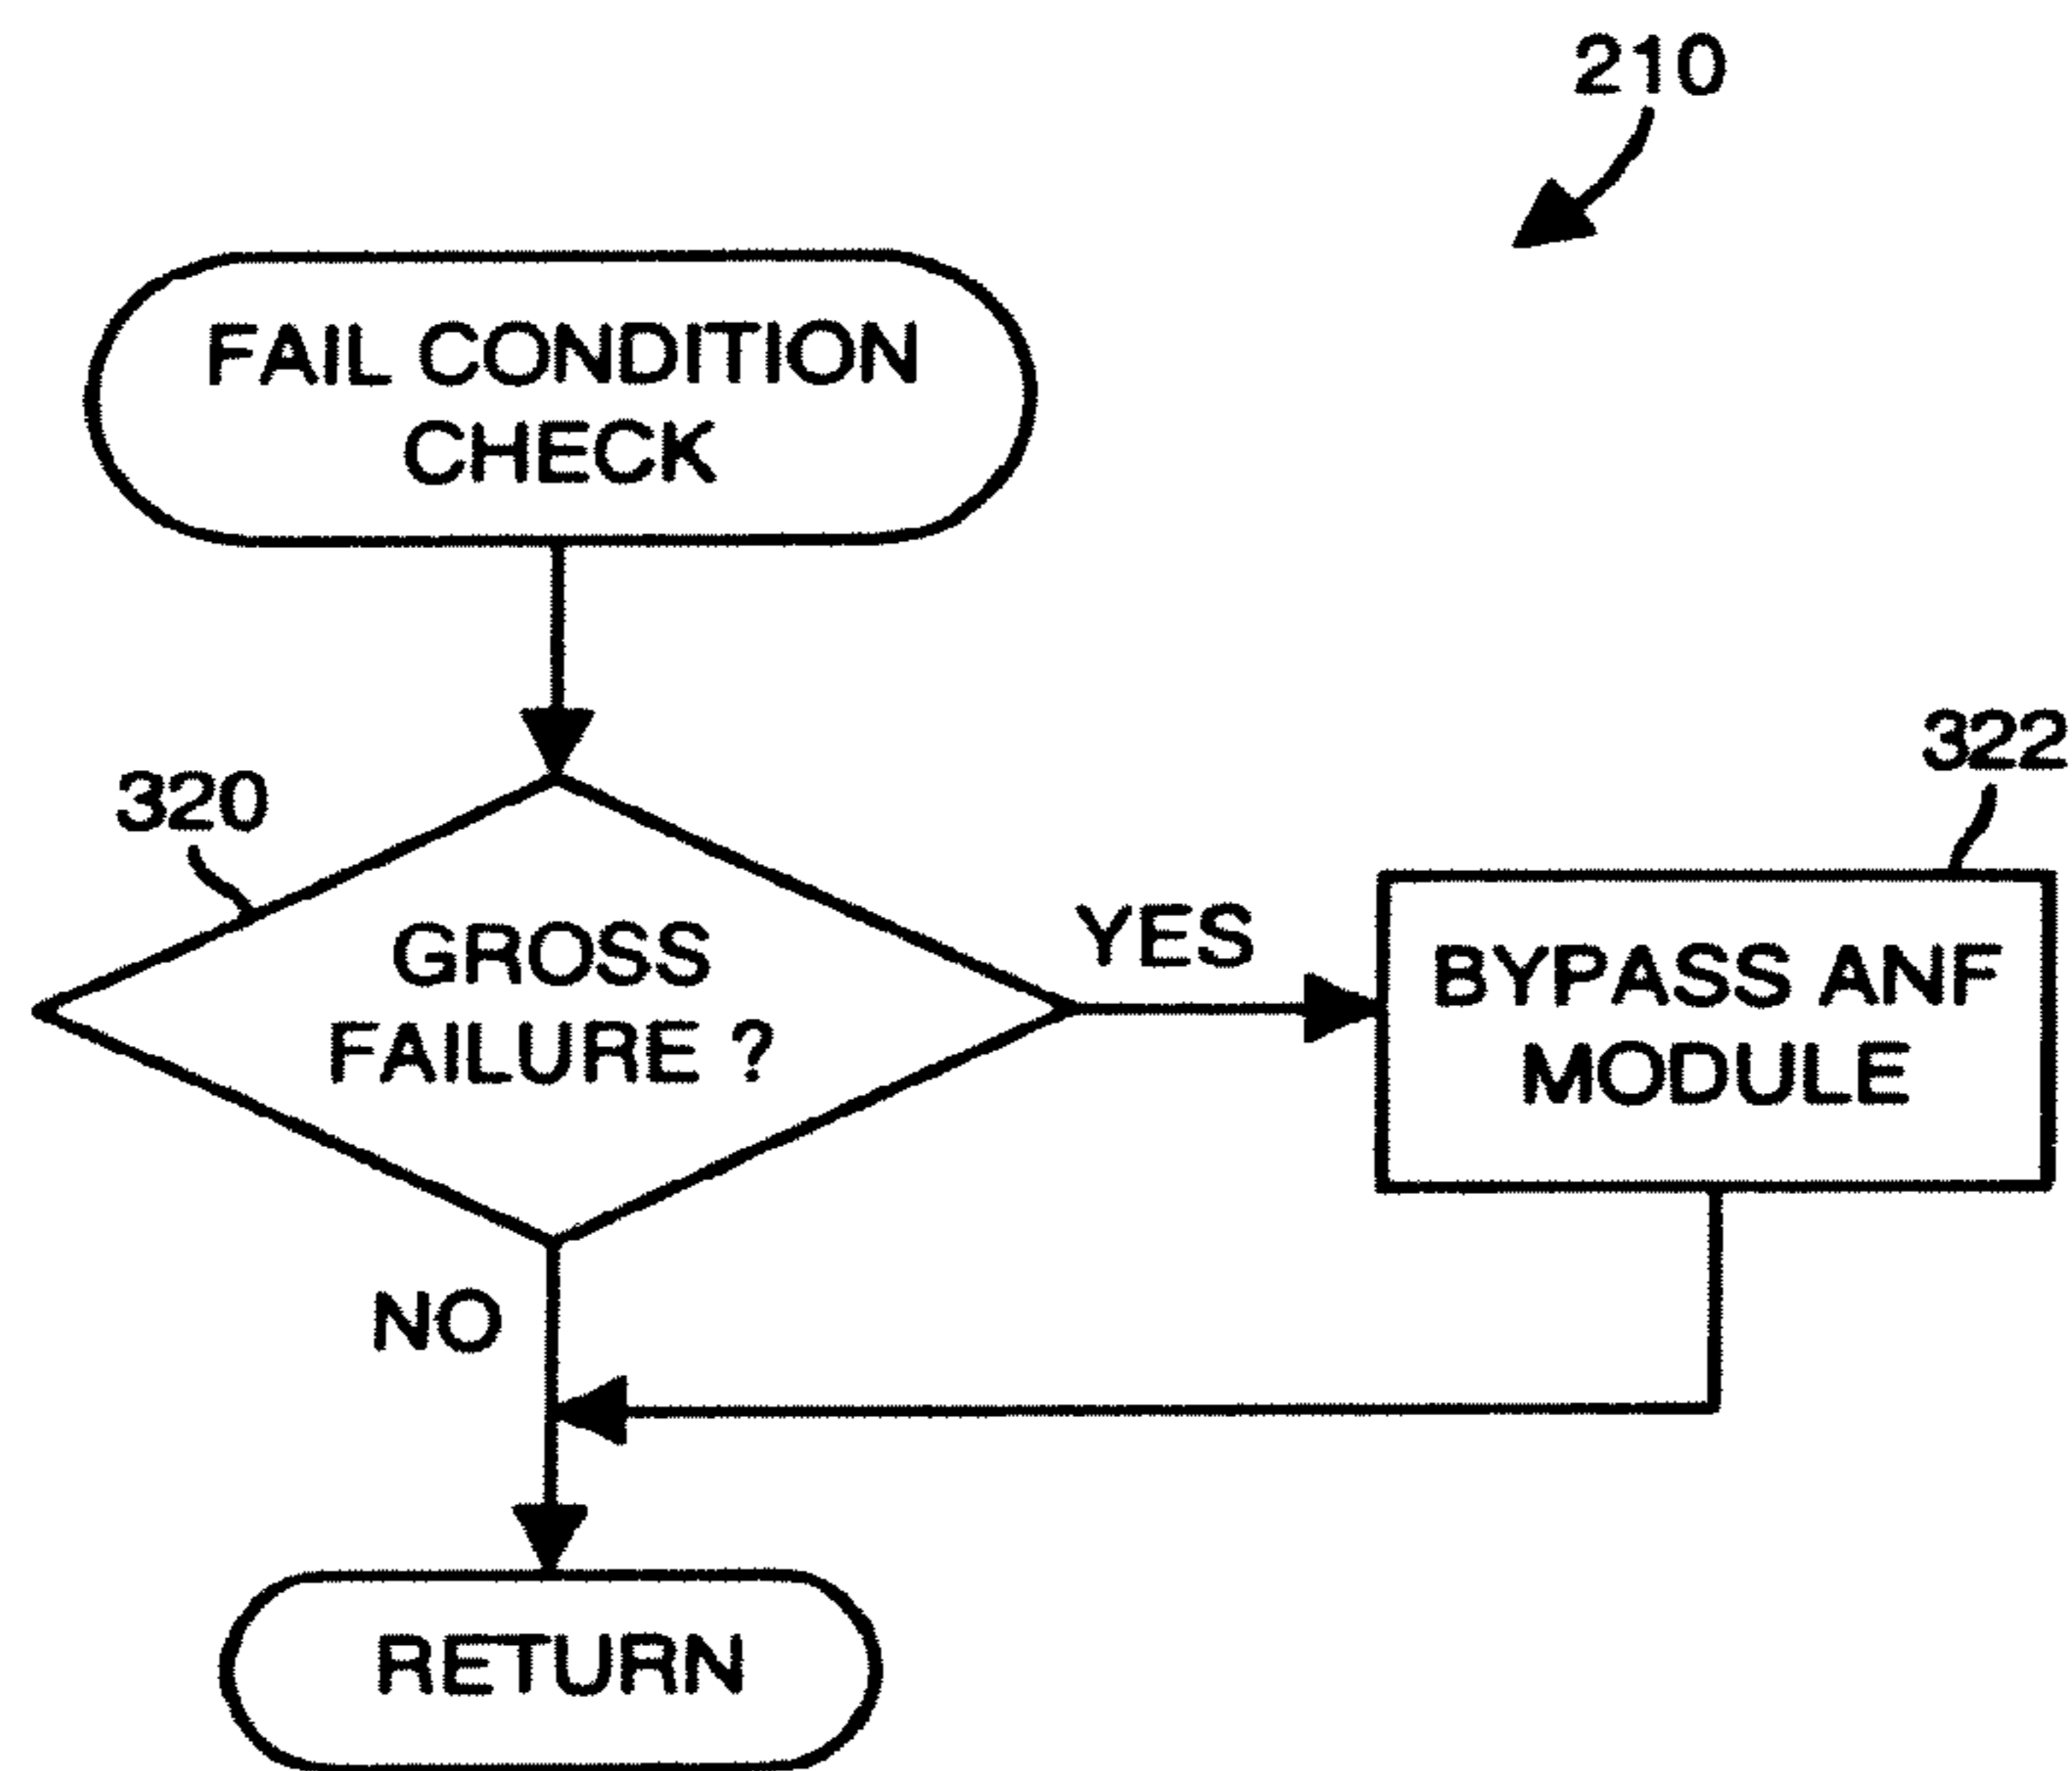 210
FAIL CONDITION
CHECK
320
GROSS
FAILURE ?
YES
322
BYPASS ANF
MODULE
NO
RETURN